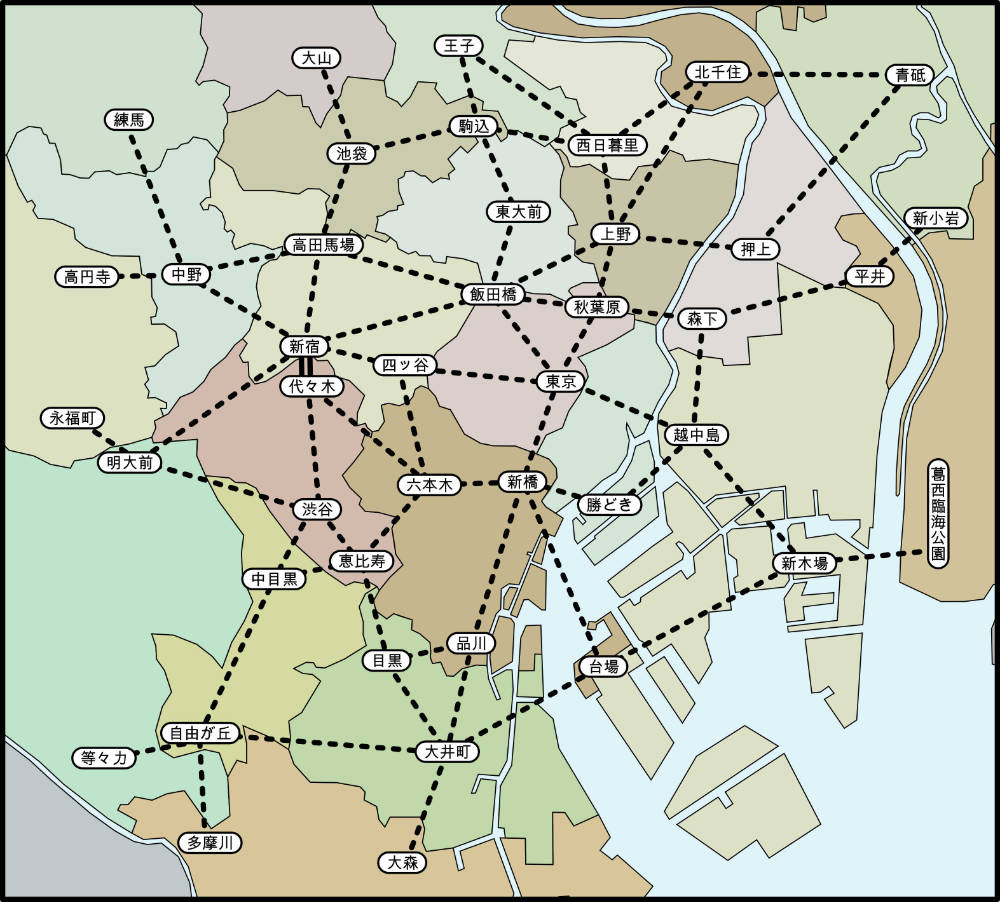 王子
大山
北千住
青砥
練馬
駒込
西日暮里
池袋
東大前
新小岩
上野
高田馬場
押上
高円寺
中野
平井
飯田橋
秋葉原
森下
新宿
四ッ谷
東京
代々木
永福町
越中島
明大前
六本木
新橋
勝どき
渋谷
葛西臨海公園
恵比寿
新木場
中目黒
品川
目黒
台場
自由が丘
大井町
等々力
多摩川
大森